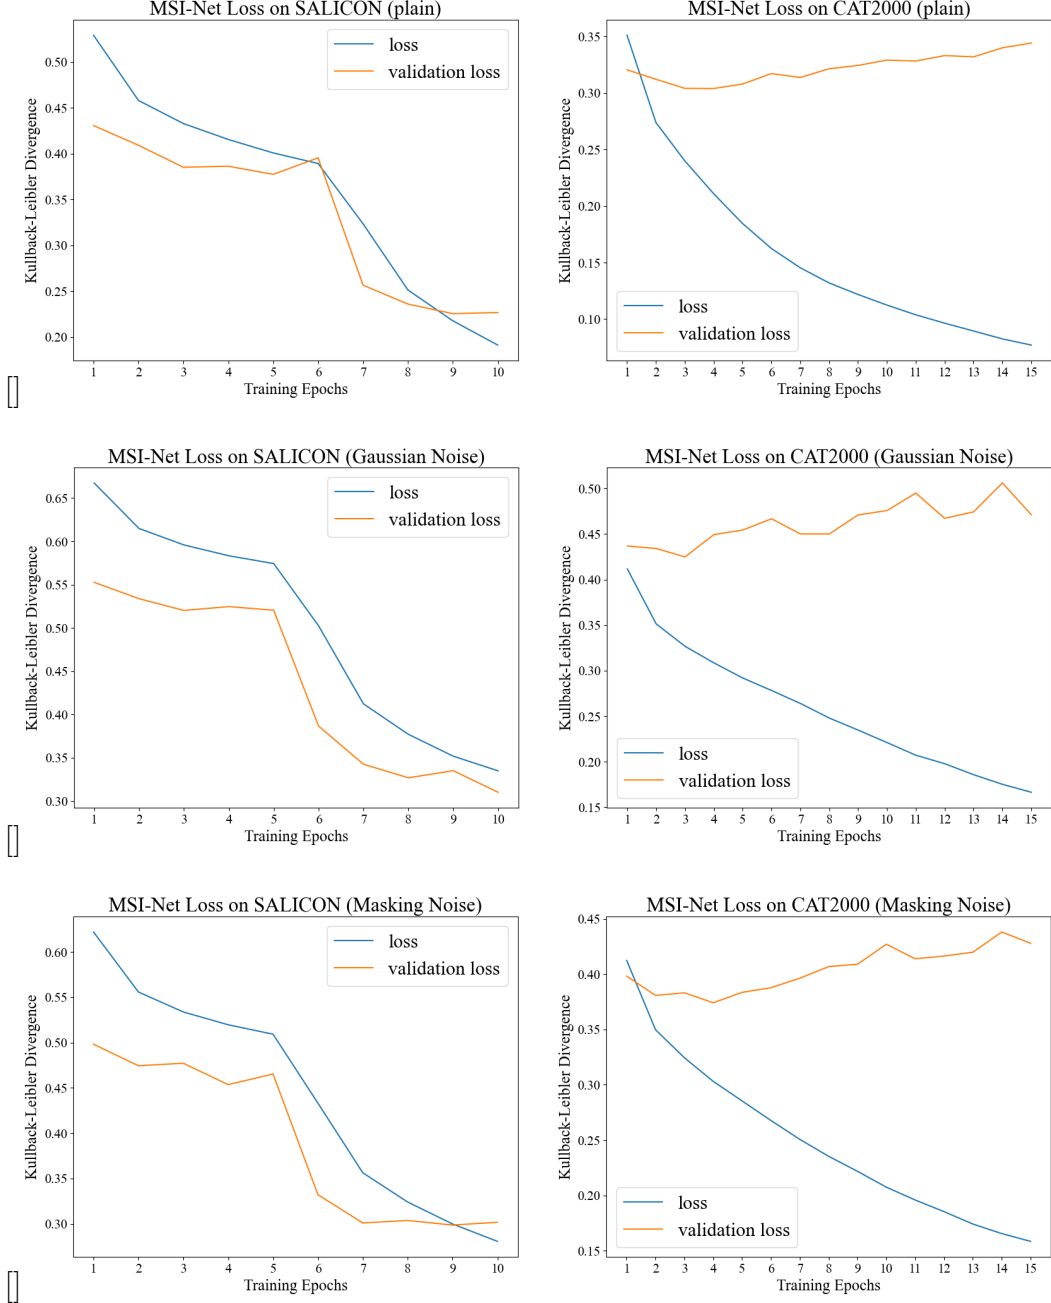 MSI-Net Loss on SALICON (plain)
Kullback-Leibler Divergence
0.50
0.45
0.40
0.35
0.30
0.25
0.20
loss
validation loss
1 2 3 4 5 6 7 8 9 10
Training Epochs
MSI-Net Loss on CAT2000 (plain)
Kullback-Leibler Divergence
0.35
0.30
0.25
0.20
0.15
0.10
loss
validation loss
1 2 3 4 5 6 7 8 9 10 11 12 13 14 15
Training Epochs
[]
MSI-Net Loss on SALICON (Gaussian Noise)
Kullback-Leibler Divergence
0.65
0.60
0.55
0.50
0.45
0.40
0.35
0.30
loss
validation loss
1 2 3 4 5 6 7 8 9 10
Training Epochs
MSI-Net Loss on CAT2000 (Gaussian Noise)
Kullback-Leibler Divergence
0.50
0.45
0.40
0.35
0.30
0.25
0.20
0.15
loss
validation loss
1 2 3 4 5 6 7 8 9 10 11 12 13 14 15
Training Epochs
[]
MSI-Net Loss on SALICON (Masking Noise)
Kullback-Leibler Divergence
0.60
0.55
0.50
0.45
0.40
0.35
0.30
loss
validation loss
1 2 3 4 5 6 7 8 9 10
Training Epochs
MSI-Net Loss on CAT2000 (Masking Noise)
Kullback-Leibler Divergence
0.45
0.40
0.35
0.30
0.25
0.20
0.15
loss
validation loss
1 2 3 4 5 6 7 8 9 10 11 12 13 14 15
Training Epochs
[]